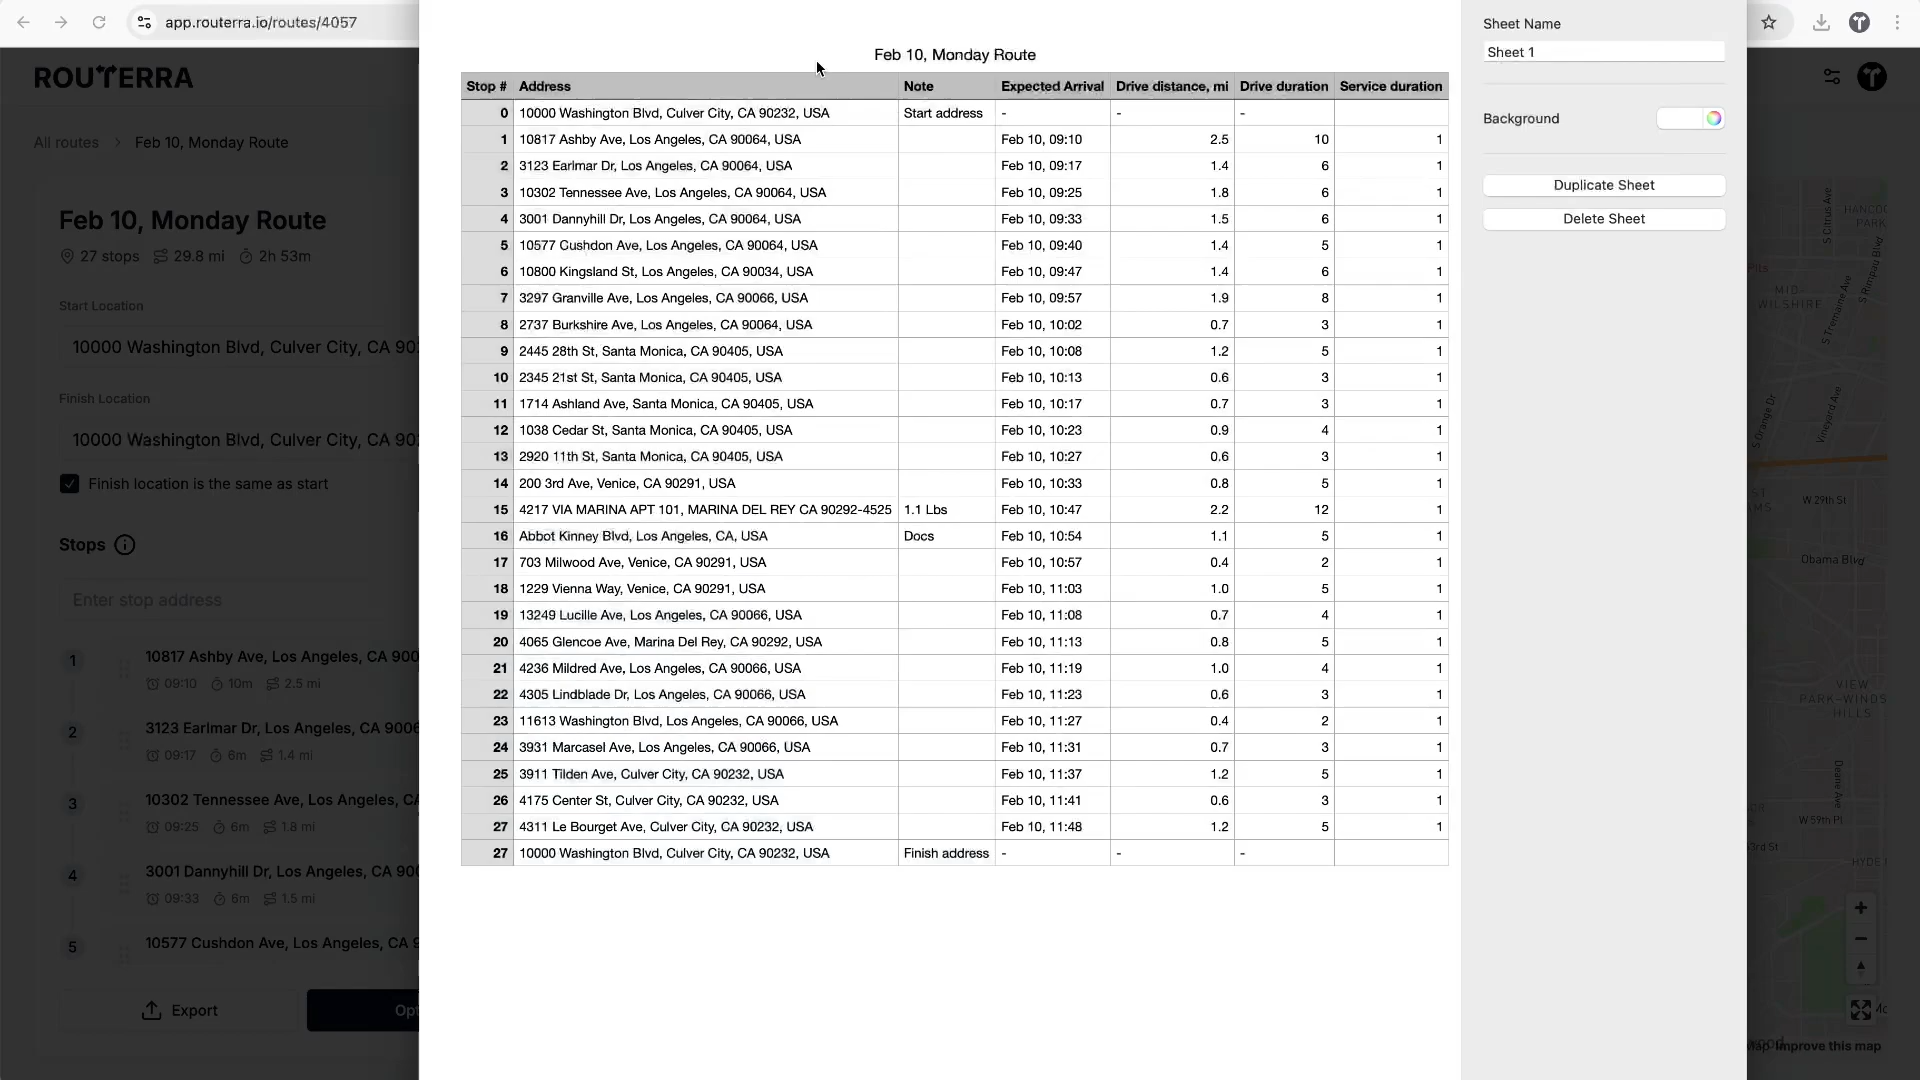 app.routerra.io/routes/4057
ROUTERRA
All routes > Feb 10, Monday Route
Feb 10, Monday Route
27 stops 29.8 mi 2h 53m
Start Location
10000 Washington Blvd, Culver City, CA 90
Finish Location
10000 Washington Blvd, Culver City, CA 90
Finish location is the same as start
Stops
Enter stop address
1 10817 Ashby Ave, Los Angeles, CA 900
09:10 10m 2.5 mi
2 3123 Earlmar Dr, Los Angeles, CA 9006
09:17 6m 1.4 mi
3 10302 Tennessee Ave, Los Angeles, CA
09:25 6m 1.8 mi
4 3001 Dannyhill Dr, Los Angeles, CA 900
09:33 6m 1.5 mi
5 10577 Cushdon Ave, Los Angeles, CA 9
Export
Opt
Feb 10, Monday Route
Stop # Address Note Expected Arrival Drive distance, mi Drive duration Service duration
0 10000 Washington Blvd, Culver City, CA 90232, USA Start address - - -
1 10817 Ashby Ave, Los Angeles, CA 90064, USA Feb 10, 09:10 2.5 10 1
2 3123 Earlmar Dr, Los Angeles, CA 90064, USA Feb 10, 09:17 1.4 6 1
3 10302 Tennessee Ave, Los Angeles, CA 90064, USA Feb 10, 09:25 1.8 6 1
4 3001 Dannyhill Dr, Los Angeles, CA 90064, USA Feb 10, 09:33 1.5 6 1
5 10577 Cushdon Ave, Los Angeles, CA 90064, USA Feb 10, 09:40 1.4 5 1
6 10800 Kingsland St, Los Angeles, CA 90034, USA Feb 10, 09:47 1.4 6 1
7 3297 Granville Ave, Los Angeles, CA 90066, USA Feb 10, 09:57 1.9 8 1
8 2737 Burkshire Ave, Los Angeles, CA 90064, USA Feb 10, 10:02 0.7 3 1
9 2445 28th St, Santa Monica, CA 90405, USA Feb 10, 10:08 1.2 5 1
10 2345 21st St, Santa Monica, CA 90405, USA Feb 10, 10:13 0.6 3 1
11 1714 Ashland Ave, Santa Monica, CA 90405, USA Feb 10, 10:17 0.7 3 1
12 1038 Cedar St, Santa Monica, CA 90405, USA Feb 10, 10:23 0.9 4 1
13 2920 11th St, Santa Monica, CA 90405, USA Feb 10, 10:27 0.6 3 1
14 200 3rd Ave, Venice, CA 90291, USA Feb 10, 10:33 0.8 5 1
15 4217 VIA MARINA APT 101, MARINA DEL REY CA 90292-4525 1.1 Lbs Feb 10, 10:47 2.2 12 1
16 Abbot Kinney Blvd, Los Angeles, CA, USA Docs Feb 10, 10:54 1.1 5 1
17 703 Milwood Ave, Venice, CA 90291, USA Feb 10, 10:57 0.4 2 1
18 1229 Vienna Way, Venice, CA 90291, USA Feb 10, 11:03 1.0 5 1
19 13249 Lucille Ave, Los Angeles, CA 90066, USA Feb 10, 11:08 0.7 4 1
20 4065 Glencoe Ave, Marina Del Rey, CA 90292, USA Feb 10, 11:13 0.8 5 1
21 4236 Mildred Ave, Los Angeles, CA 90066, USA Feb 10, 11:19 1.0 4 1
22 4305 Lindblade Dr, Los Angeles, CA 90066, USA Feb 10, 11:23 0.6 3 1
23 11613 Washington Blvd, Los Angeles, CA 90066, USA Feb 10, 11:27 0.4 2 1
24 3931 Marcasel Ave, Los Angeles, CA 90066, USA Feb 10, 11:31 0.7 3 1
25 3911 Tilden Ave, Culver City, CA 90232, USA Feb 10, 11:37 1.2 5 1
26 4175 Center St, Culver City, CA 90232, USA Feb 10, 11:41 0.6 3 1
27 4311 Le Bourget Ave, Culver City, CA 90232, USA Feb 10, 11:48 1.2 5 1
27 10000 Washington Blvd, Culver City, CA 90232, USA Finish address - - -
Sheet Name
Sheet 1
Background
Duplicate Sheet
Delete Sheet
S Citrus Ave
HANCOC
PARK
MID-
WILSHIRE
S Tremaine Ave
S Rimpau Blvd
S Orange Dr
Vineyard Ave
W 29th St
Obama Blvd
VIEW
PARK-WINDS
HILLS
Deane Ave
W 59th Pl
63rd St
HYDE
Improve this map